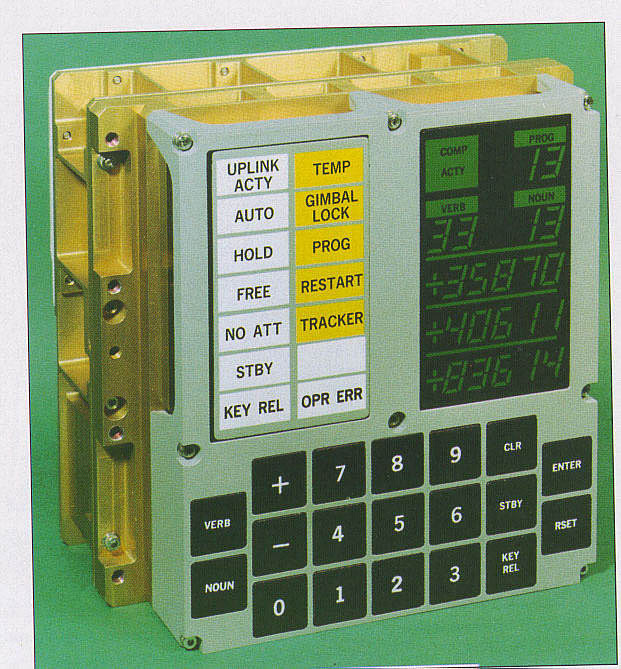 UPLINK
ACTY
TEMP
AUTO
GIMBAL
LOCK
HOLD
PROG
FREE
RESTART
NO ATT
TRACKER
STBY
KEY REL
OPR ERR
COMP
ACTY
PROG
13
VERB
NOUN
33
13
+35870
+40611
+83614
+
7
8
9
CLR
ENTER
VERB
−
4
5
6
STBY
RSET
NOUN
0
1
2
3
KEY
REL